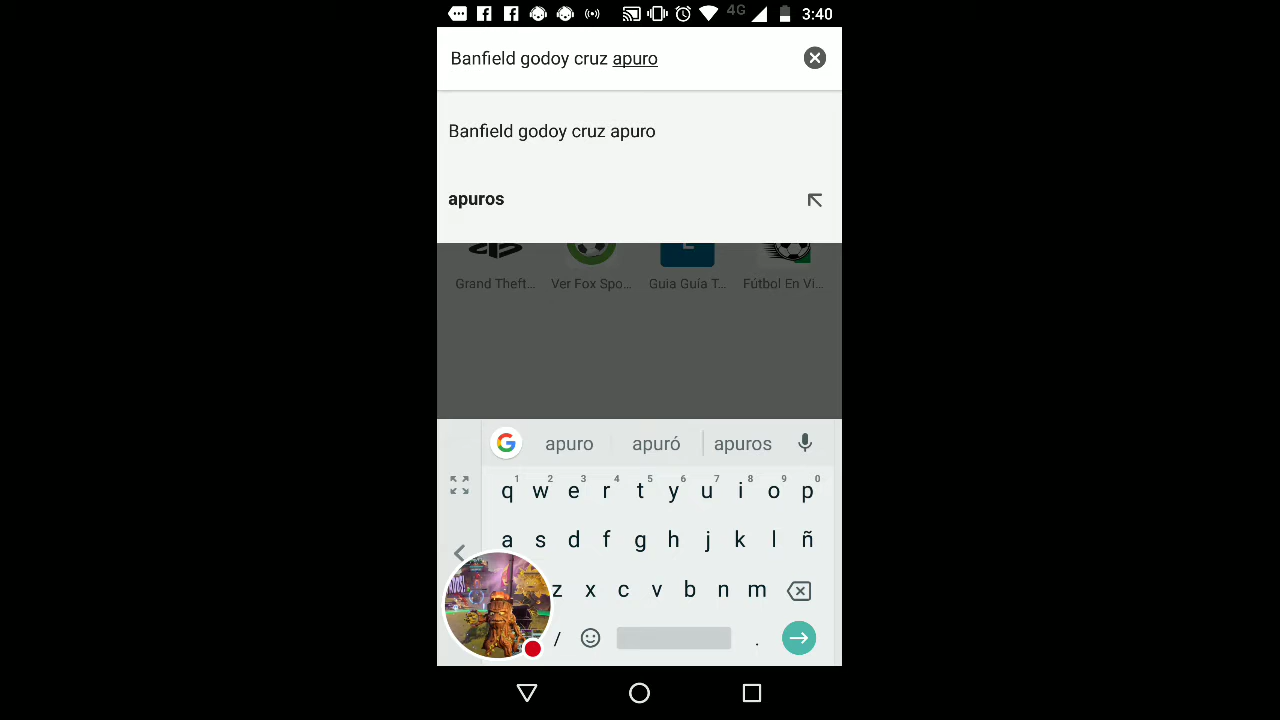 4G 3:40
Banfield godoy cruz apuro
Banfield godoy cruz apuro
apuros
Grand Theft... Ver Fox Spo... Guia Guía T... Fútbol En Vi...
apuro apuró apuros
1 2 3 4 5 6 7 8 9 0
q w e r t y u i o p
a s d f g h j k l ñ
z x c v b n m
/ .